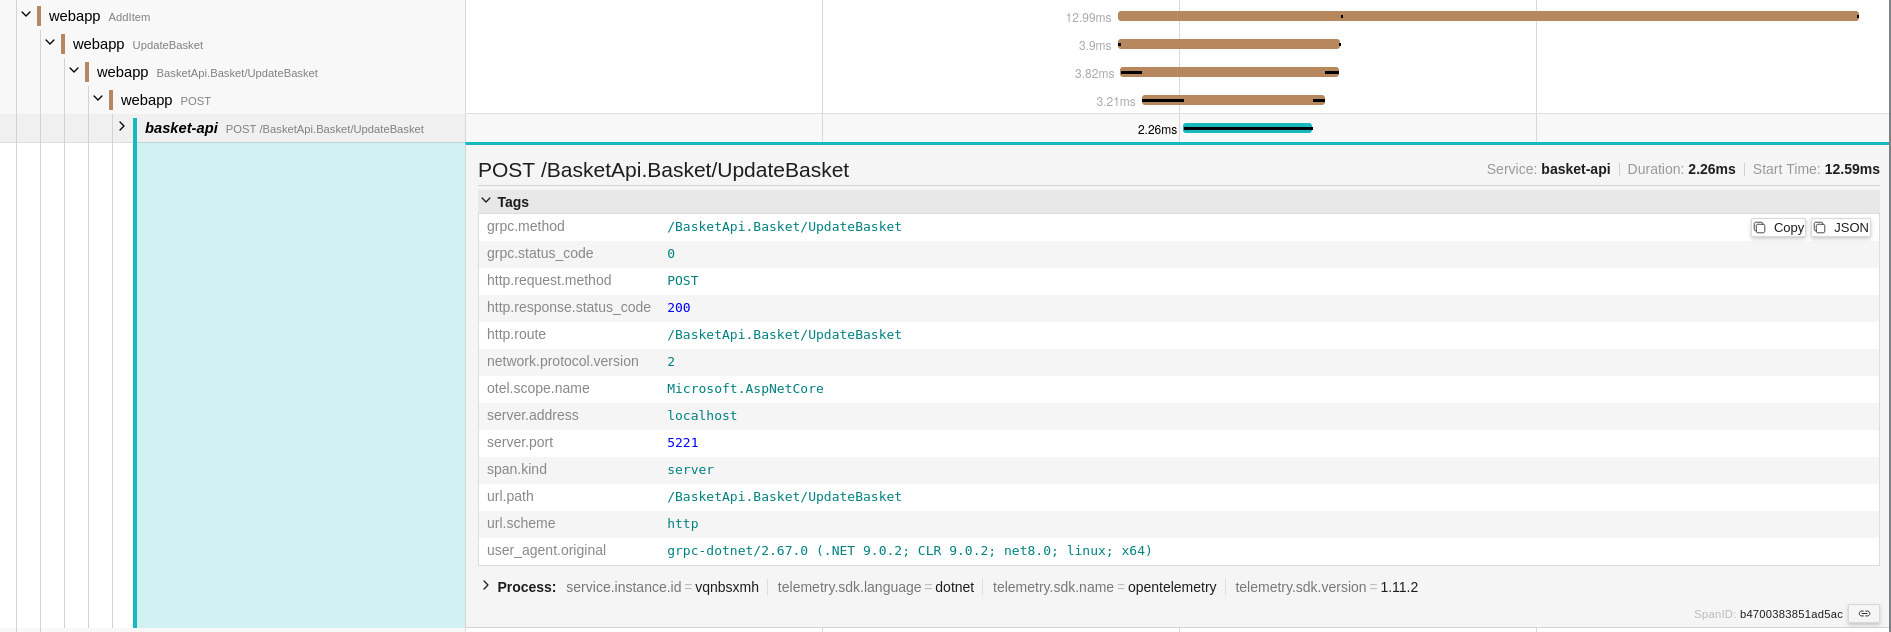 webapp AddItem 12.99ms
webapp UpdateBasket 3.9ms
webapp BasketApi.Basket/UpdateBasket 3.82ms
webapp POST 3.21ms
basket-api POST /BasketApi.Basket/UpdateBasket 2.26ms
POST /BasketApi.Basket/UpdateBasket Service: basket-api Duration: 2.26ms Start Time: 12.59ms
Tags
grpc.method /BasketApi.Basket/UpdateBasket Copy JSON
grpc.status_code 0
http.request.method POST
http.response.status_code 200
http.route /BasketApi.Basket/UpdateBasket
network.protocol.version 2
otel.scope.name Microsoft.AspNetCore
server.address localhost
server.port 5221
span.kind server
url.path /BasketApi.Basket/UpdateBasket
url.scheme http
user_agent.original grpc-dotnet/2.67.0 (.NET 9.0.2; CLR 9.0.2; net8.0; linux; x64)
Process: service.instance.id = vqnbsxmh telemetry.sdk.language = dotnet telemetry.sdk.name = opentelemetry telemetry.sdk.version = 1.11.2
SpanID: b4700383851ad5ac